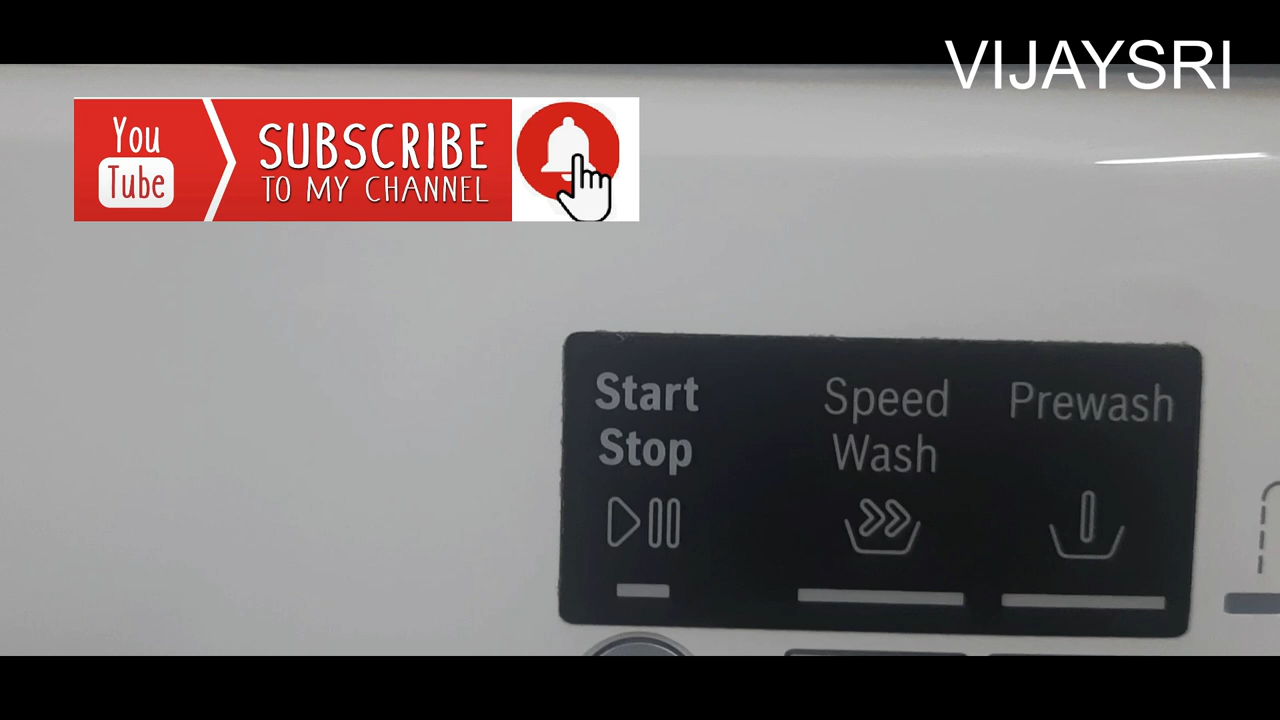 VIJAYSRI
You
Tube
SUBSCRIBE
TO MY CHANNEL
Start
Stop
Speed
Wash
Prewash